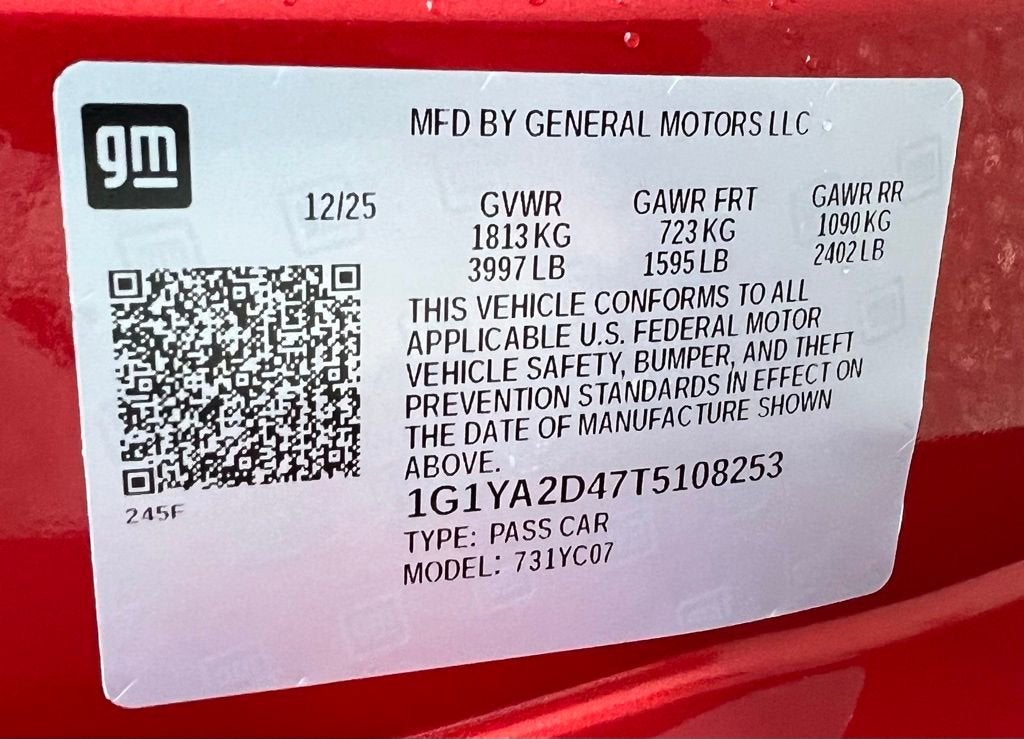 gm
MFD BY GENERAL MOTORS LLC
12/25
GVWR
1813 KG
3997 LB
GAWR FRT
723 KG
1595 LB
GAWR RR
1090 KG
2402 LB
THIS VEHICLE CONFORMS TO ALL
APPLICABLE U.S. FEDERAL MOTOR
VEHICLE SAFETY, BUMPER, AND THEFT
PREVENTION STANDARDS IN EFFECT ON
THE DATE OF MANUFACTURE SHOWN
ABOVE.
1G1YA2D47T5108253
TYPE: PASS CAR
MODEL: 731YC07
245F